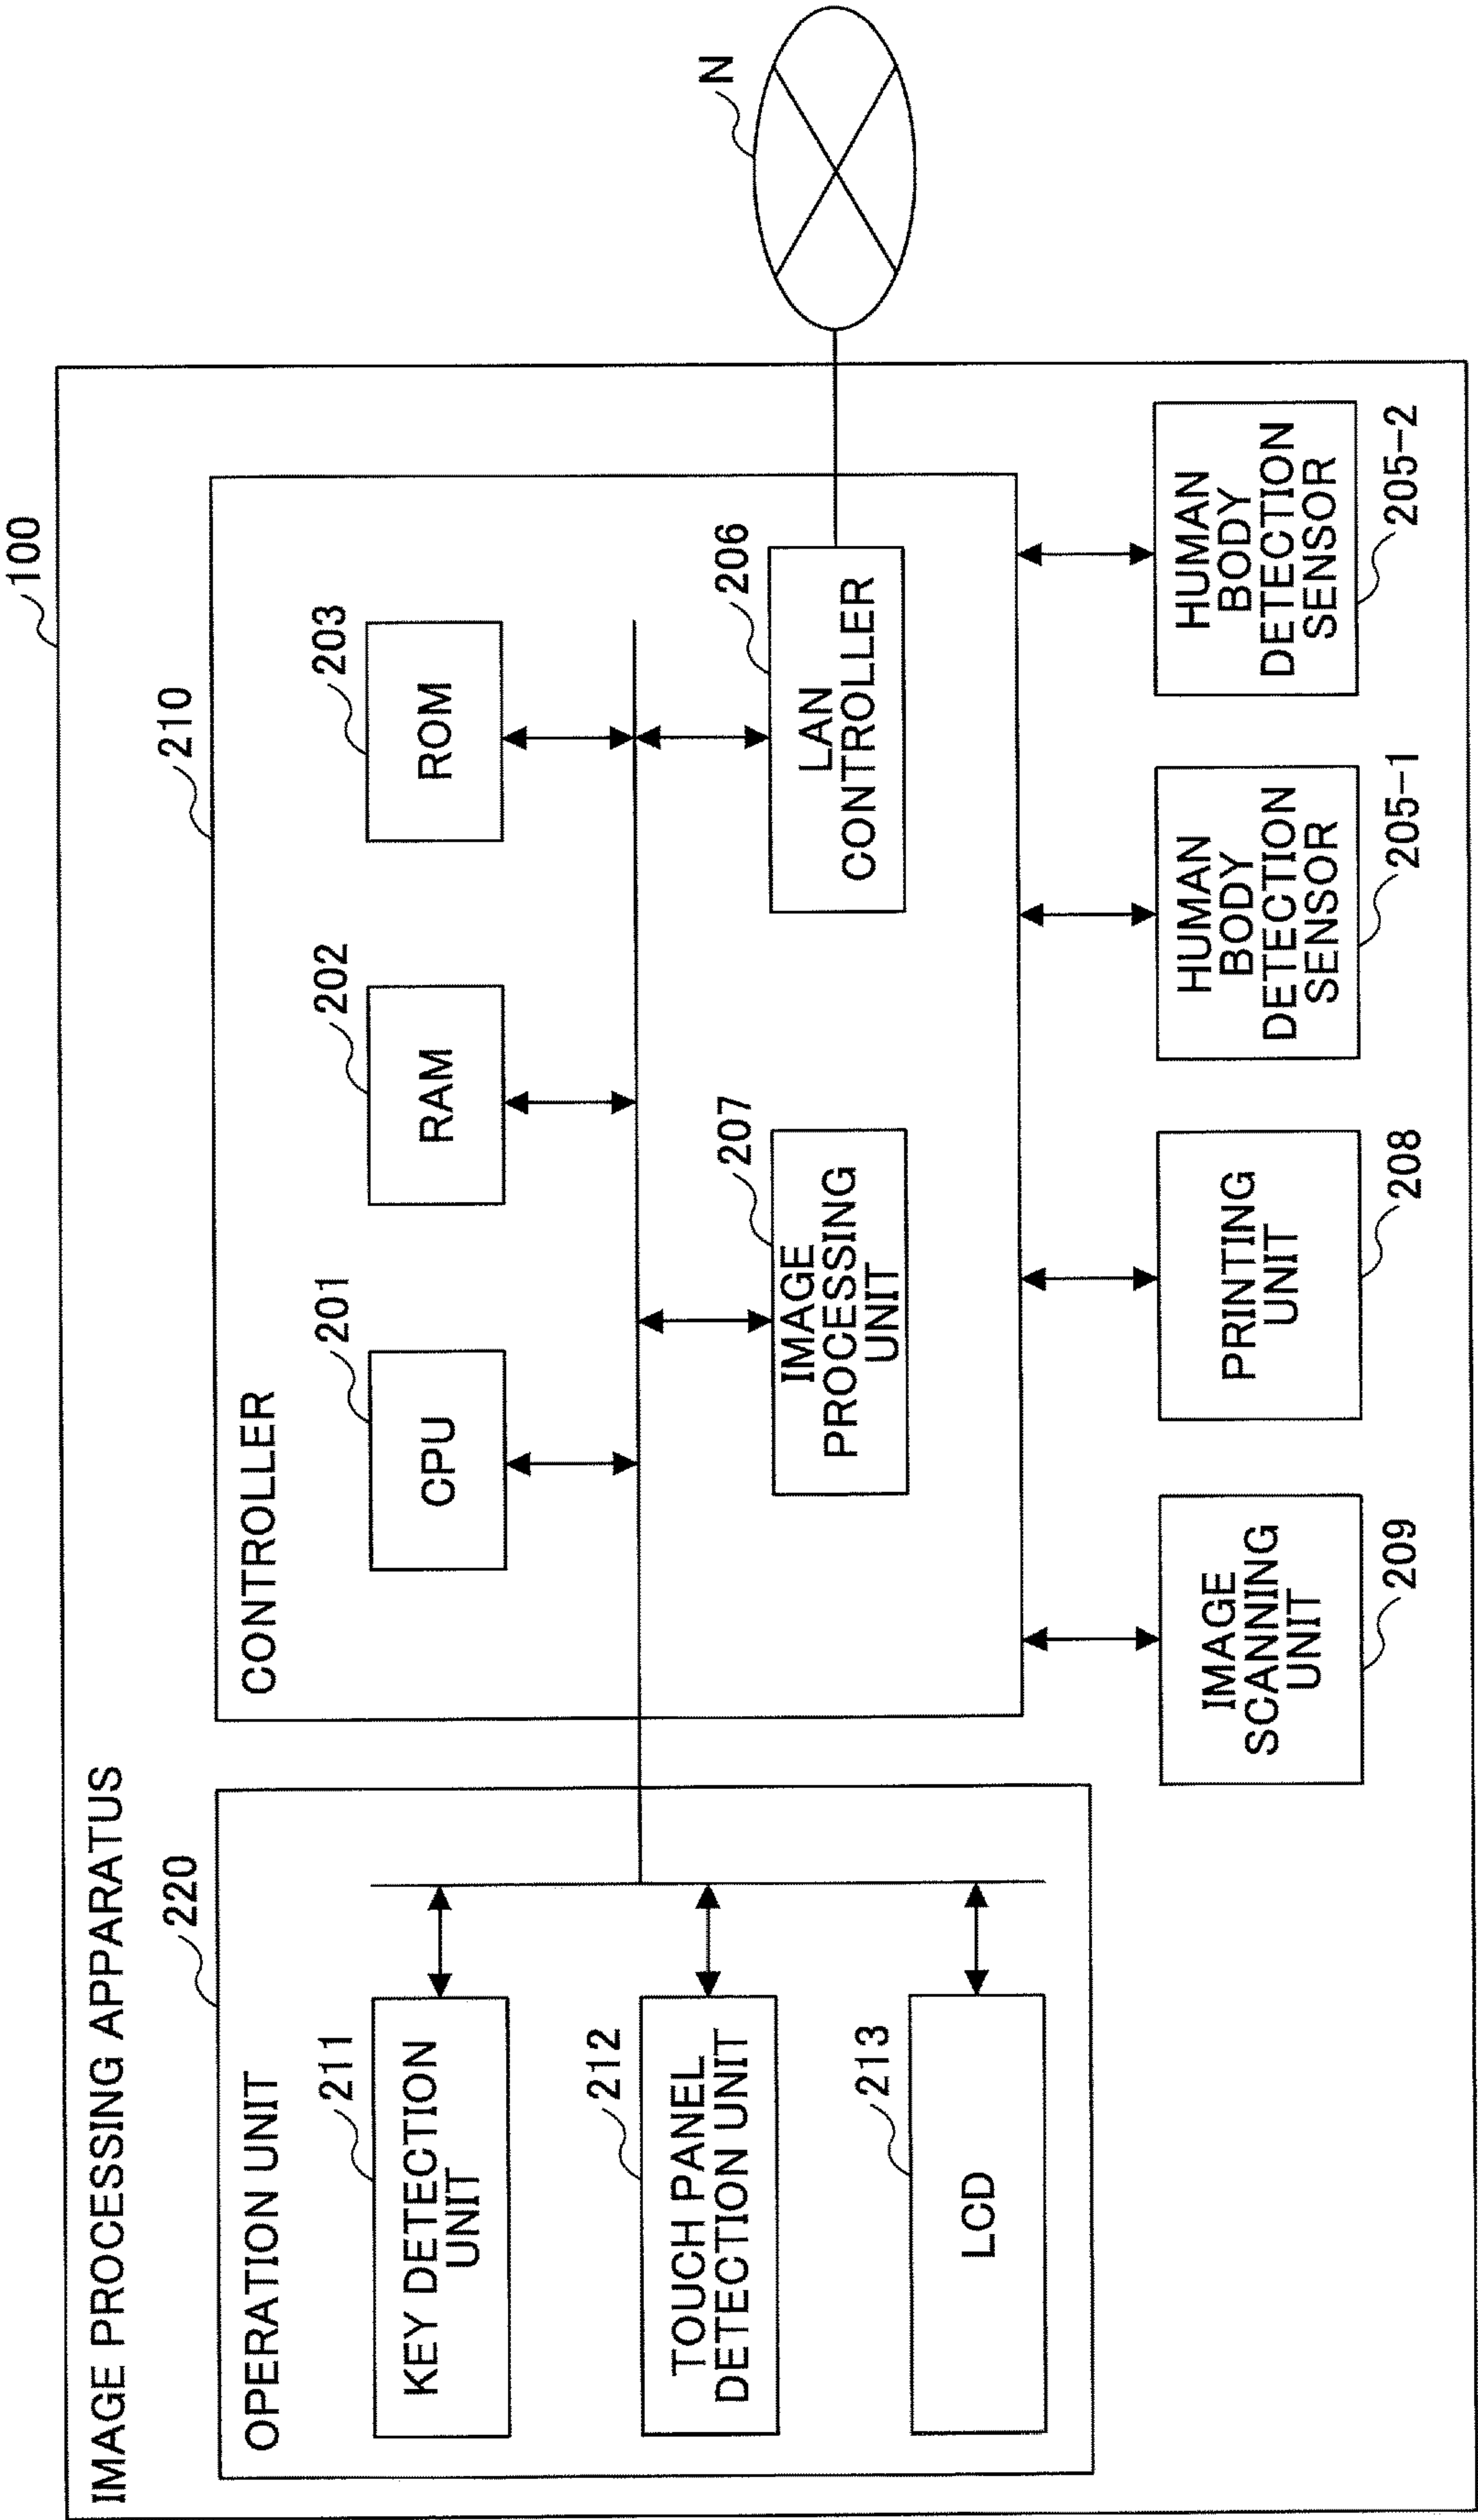 100
IMAGE PROCESSING APPARATUS
220
OPERATION UNIT
211
KEY DETECTION
UNIT
212
TOUCH PANEL
DETECTION UNIT
213
LCD
210
CONTROLLER
201
CPU
202
RAM
203
ROM
207
IMAGE
PROCESSING
UNIT
206
LAN
CONTROLLER
N
IMAGE
SCANNING
UNIT
209
PRINTING
UNIT
208
HUMAN
BODY
DETECTION
SENSOR
205-1
HUMAN
BODY
DETECTION
SENSOR
205-2